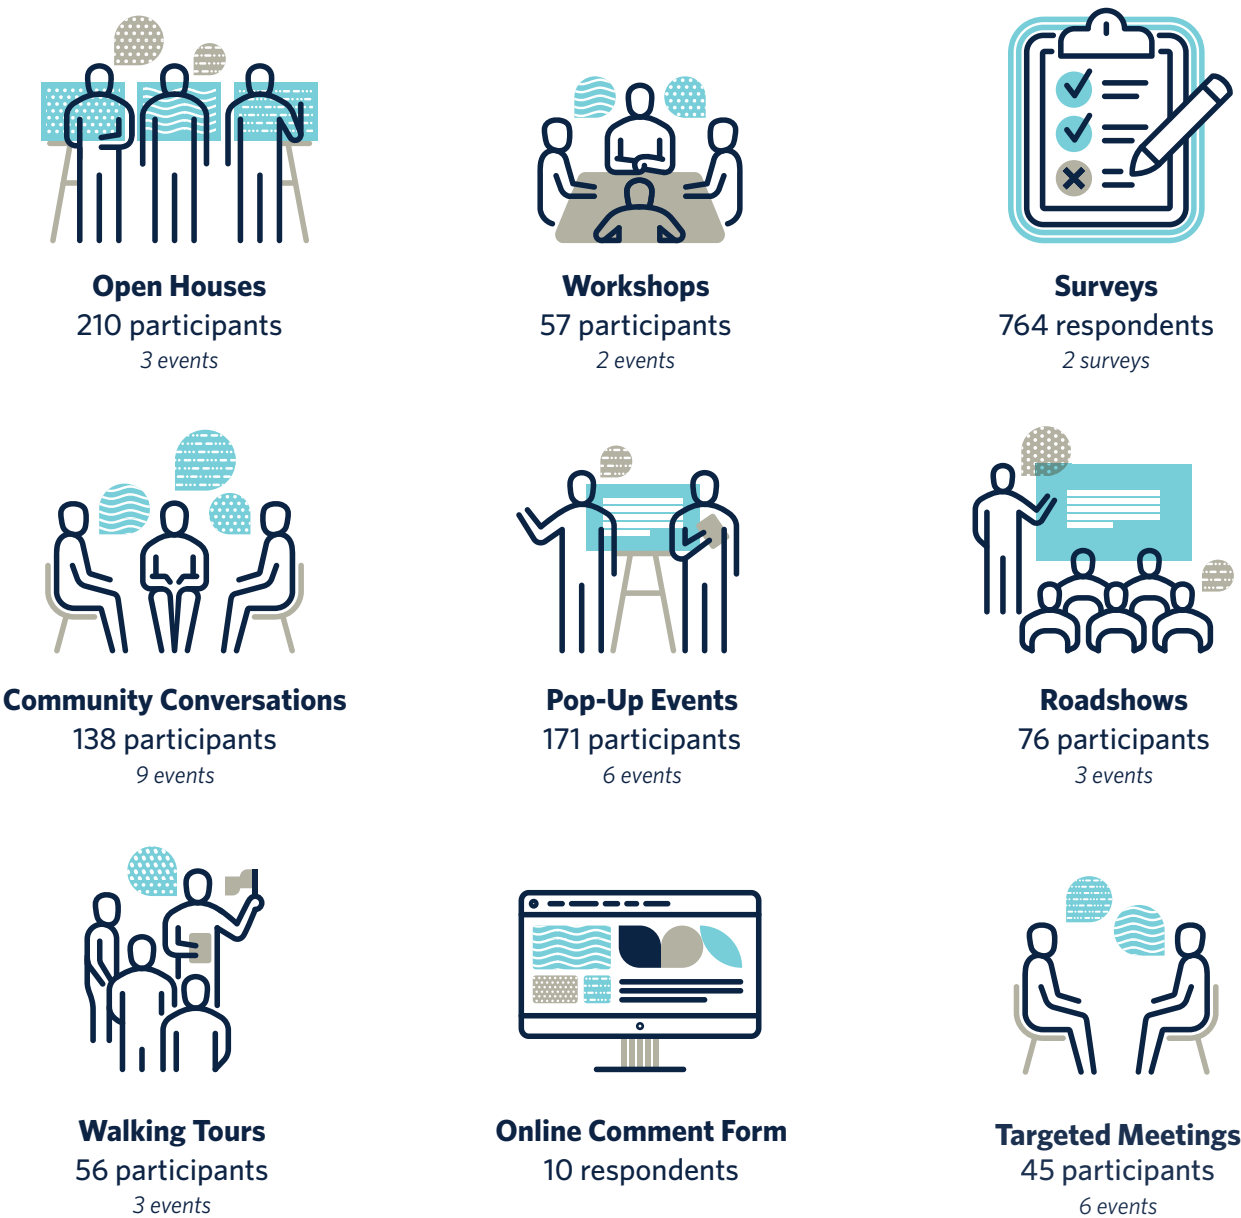 Open Houses
210 participants
3 events
Workshops
57 participants
2 events
Surveys
764 respondents
2 surveys
Community Conversations
138 participants
9 events
Pop-Up Events
171 participants
6 events
Roadshows
76 participants
3 events
Walking Tours
56 participants
3 events
Online Comment Form
10 respondents
Targeted Meetings
45 participants
6 events